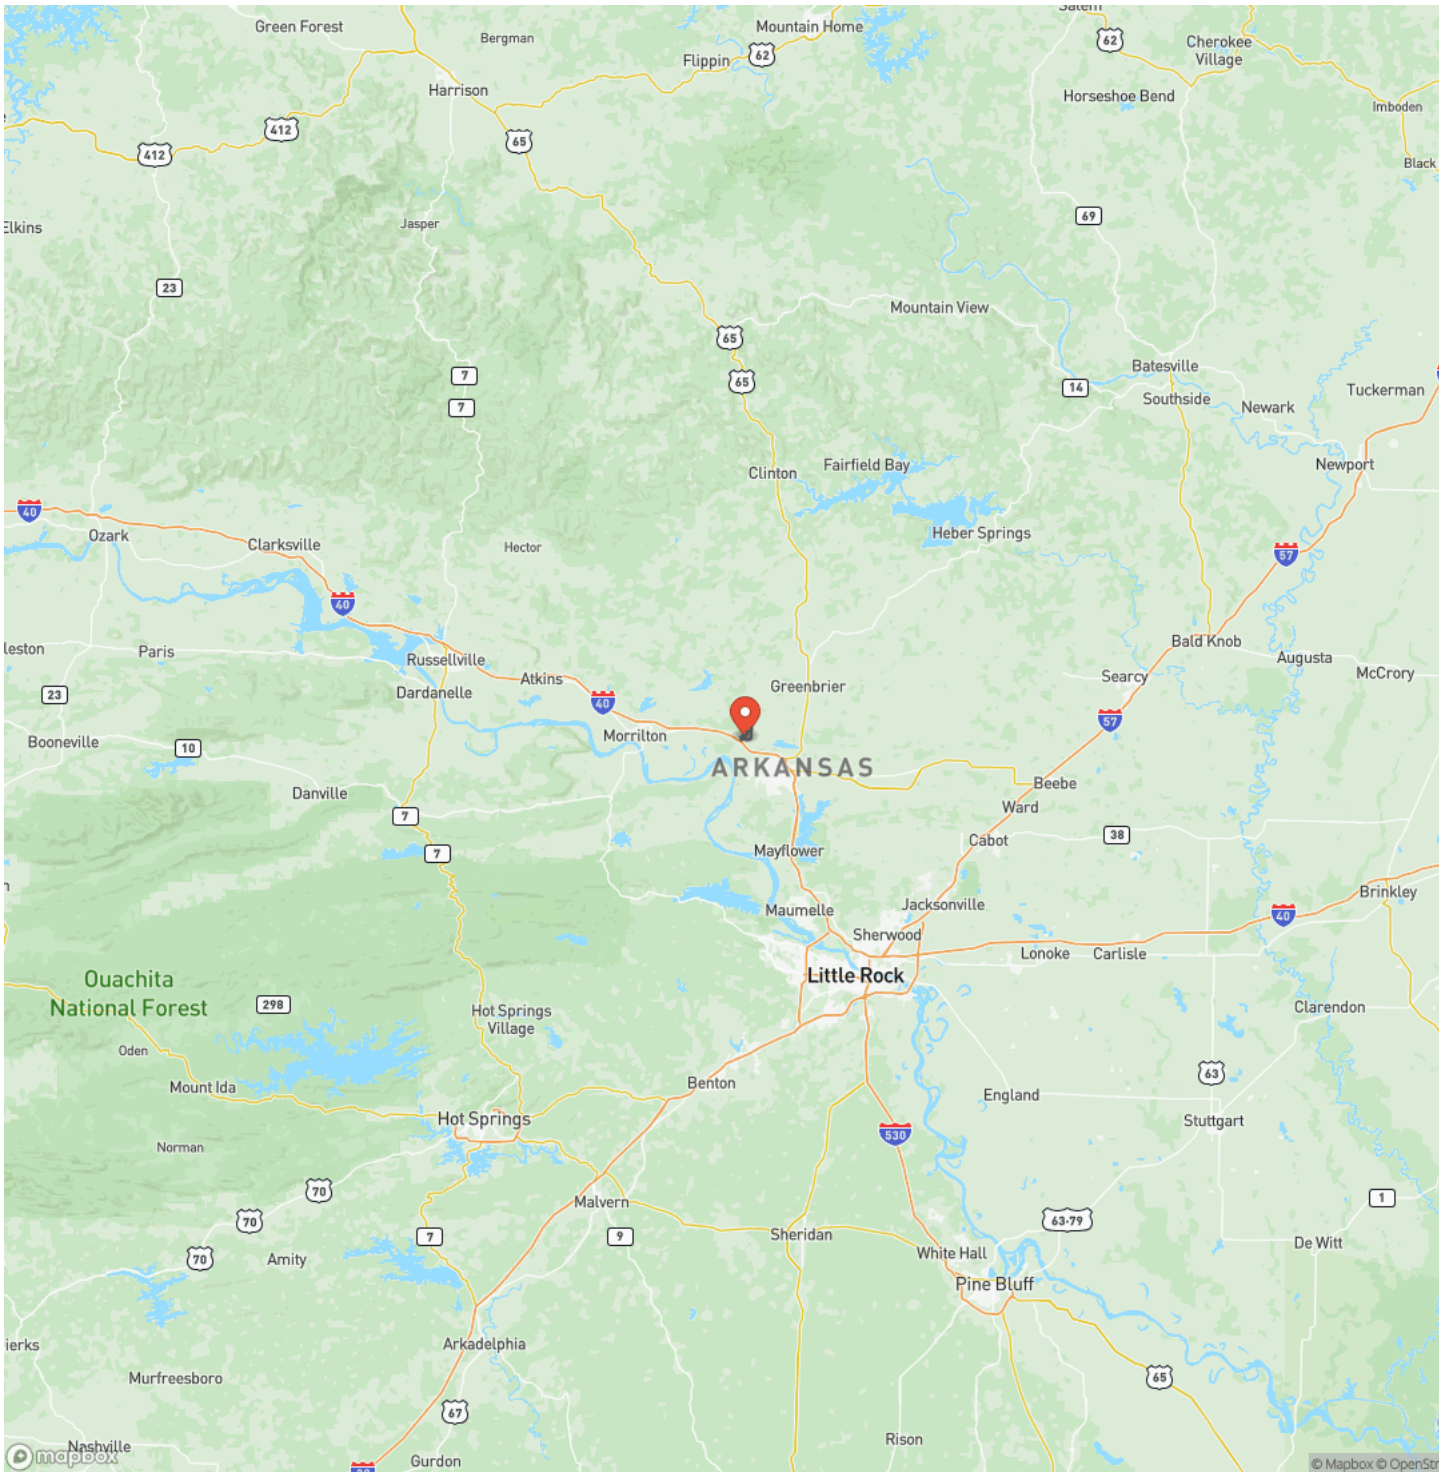 Salem
Green Forest
Mountain Home
Bergman
62
Cherokee
Village
Flippin
62
Harrison
Horseshoe Bend
Imboden
412
65
412
Black
69
Jasper
Elkins
23
Mountain View
65
Batesville
7
65
14
Tuckerman
7
Southside
Newark
Clinton
Fairfield Bay
Newport
40
Ozark
Clarksville
Hector
Heber Springs
57
40
Bald Knob
leston
Paris
Russellville
Augusta
McCrory
Atkins
Searcy
23
Dardanelle
Greenbrier
40
57
Booneville
10
Morrilton
ARKANSAS
Danville
Beebe
7
Ward
38
Cabot
7
Mayflower
Brinkley
Maumelle
Jacksonville
40
Sherwood
Lonoke
Carlisle
Little Rock
Ouachita
National Forest
298
Hot Springs
Village
Clarendon
Oden
63
Mount Ida
Benton
England
Hot Springs
Stuttgart
530
Norman
70
Malvern
1
70
63-79
7
9
Sheridan
De Witt
70
Amity
White Hall
Pine Bluff
ierks
Arkadelphia
Murfreesboro
65
67
Nashville
Rison
mapbox
Gurdon
© Mapbox © OpenStr